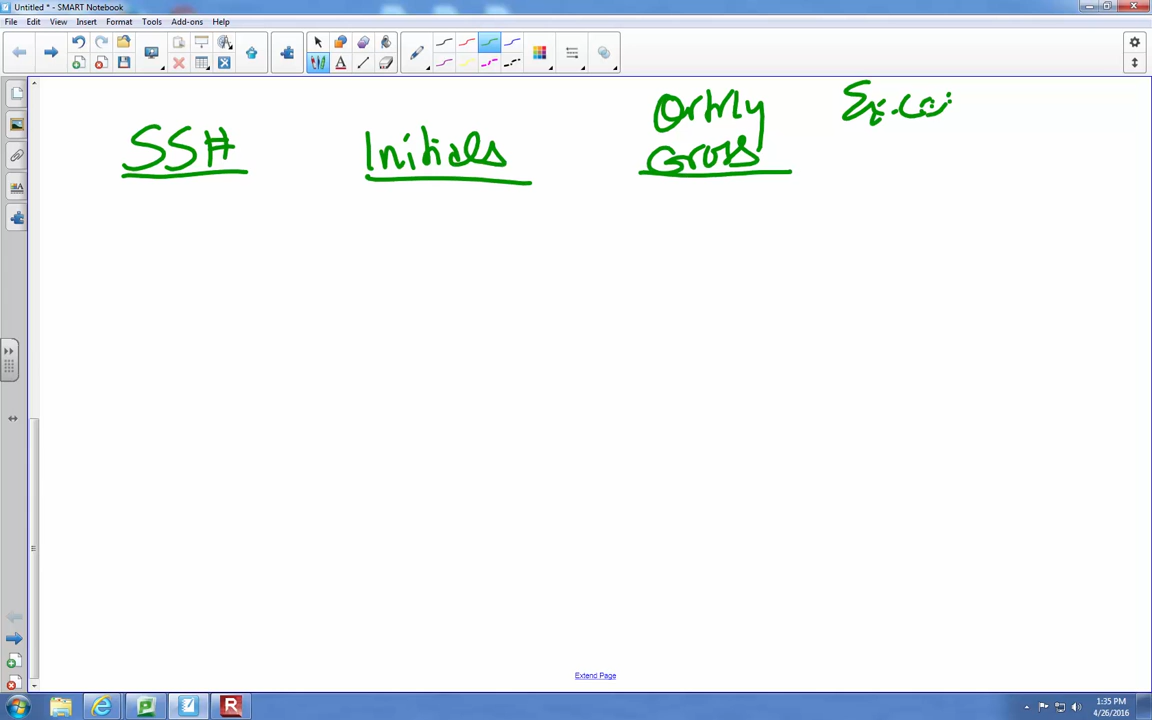 Untitled * - SMART Notebook
File Edit View Insert Format Tools Add-ons Help
SS# Initials Qrtrly
Gross
Extend Page
1:35 PM
4/26/2016